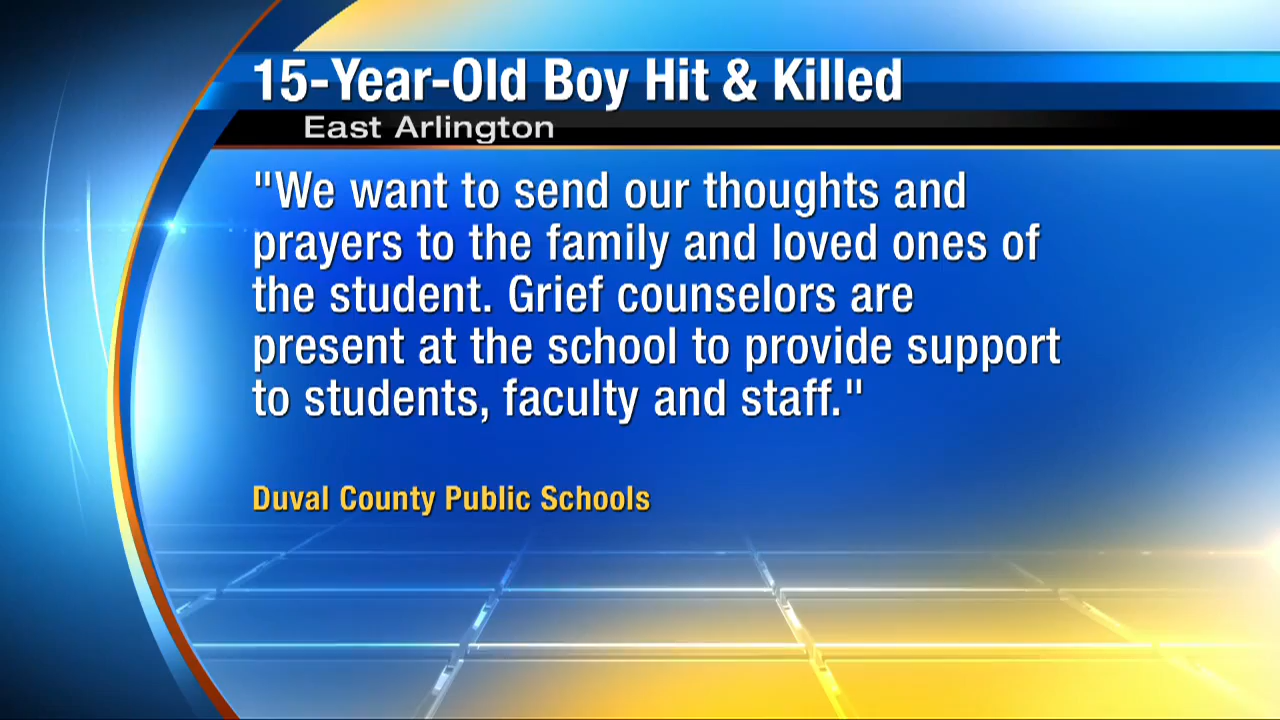 15-Year-Old Boy Hit & Killed
East Arlington
"We want to send our thoughts and
prayers to the family and loved ones of
the student. Grief counselors are
present at the school to provide support
to students, faculty and staff."
Duval County Public Schools